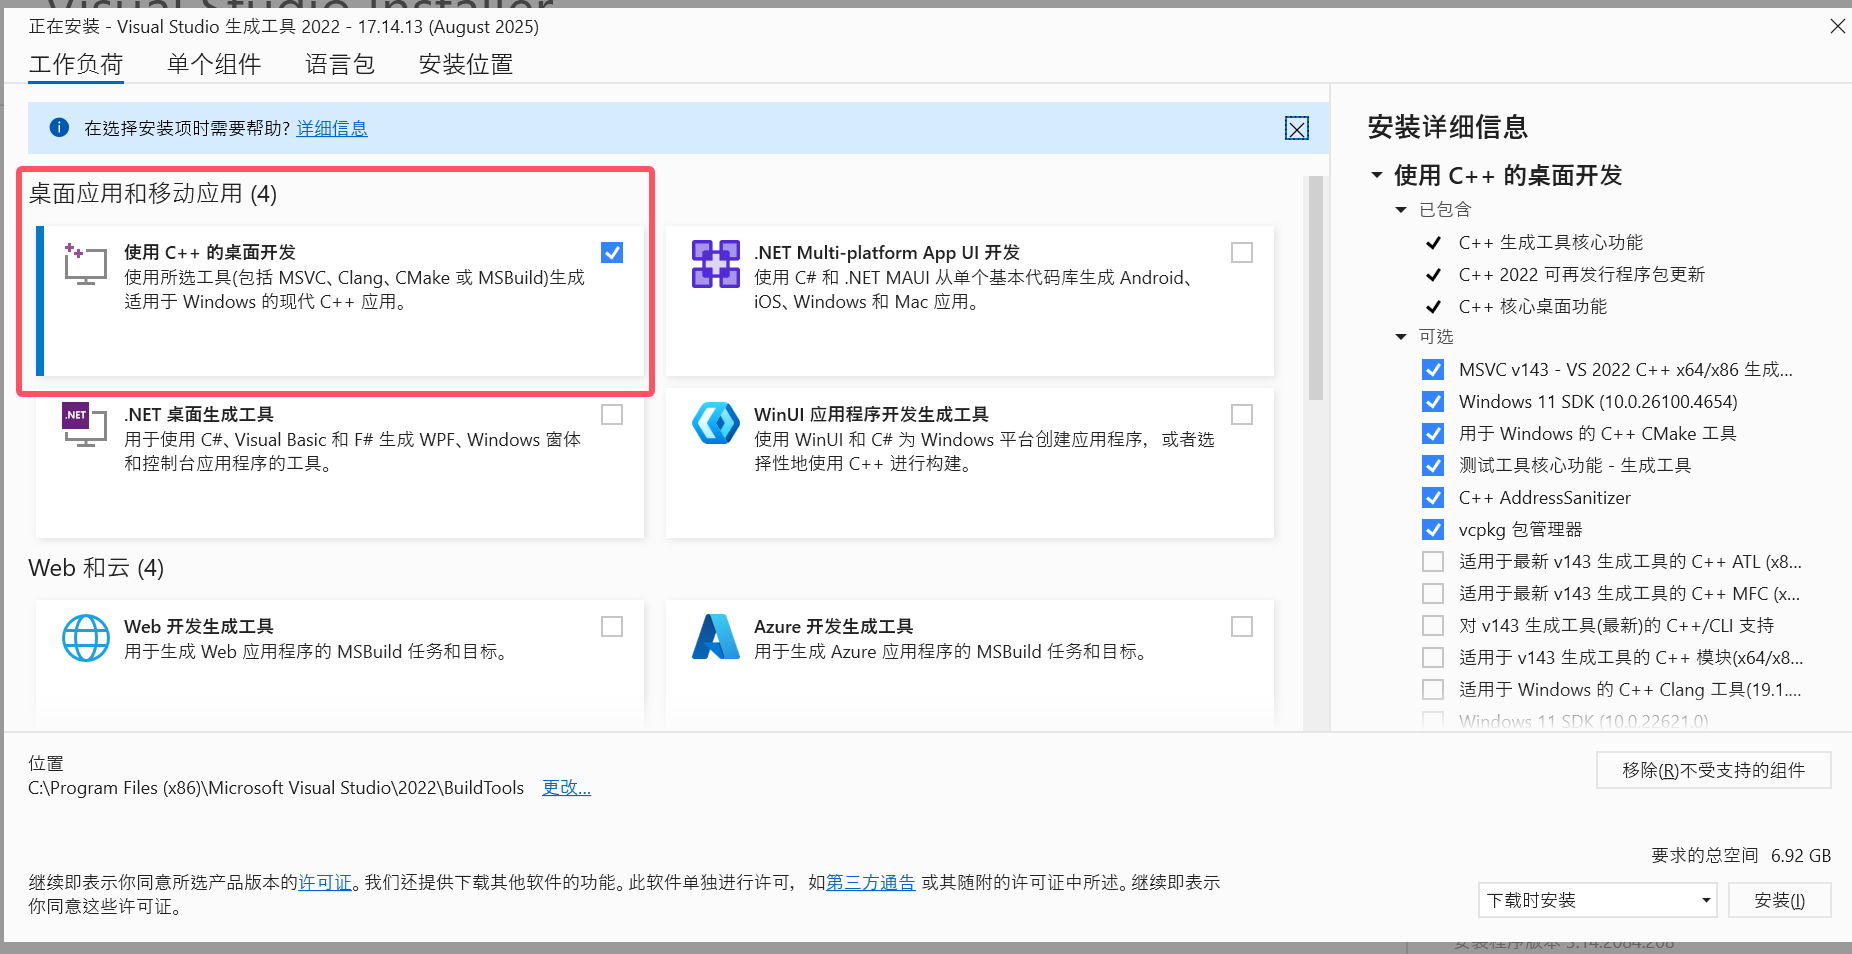 Visual Studio Installer
正在安装 - Visual Studio 生成工具 2022 - 17.14.13 (August 2025)
工作负荷 单个组件 语言包 安装位置
在选择安装项时需要帮助? 详细信息
桌面应用和移动应用 (4)
使用 C++ 的桌面开发
使用所选工具(包括 MSVC、Clang、CMake 或 MSBuild)生成
适用于 Windows 的现代 C++ 应用。
.NET Multi-platform App UI 开发
使用 C# 和 .NET MAUI 从单个基本代码库生成 Android、
iOS、Windows 和 Mac 应用。
.NET
.NET 桌面生成工具
用于使用 C#、Visual Basic 和 F# 生成 WPF、Windows 窗体
和控制台应用程序的工具。
WinUI 应用程序开发生成工具
使用 WinUI 和 C# 为 Windows 平台创建应用程序，或者选
择性地使用 C++ 进行构建。
Web 和云 (4)
Web 开发生成工具
用于生成 Web 应用程序的 MSBuild 任务和目标。
Azure 开发生成工具
用于生成 Azure 应用程序的 MSBuild 任务和目标。
安装详细信息
使用 C++ 的桌面开发
已包含
C++ 生成工具核心功能
C++ 2022 可再发行程序包更新
C++ 核心桌面功能
可选
MSVC v143 - VS 2022 C++ x64/x86 生成...
Windows 11 SDK (10.0.26100.4654)
用于 Windows 的 C++ CMake 工具
测试工具核心功能 - 生成工具
C++ AddressSanitizer
vcpkg 包管理器
适用于最新 v143 生成工具的 C++ ATL (x8...
适用于最新 v143 生成工具的 C++ MFC (x...
对 v143 生成工具(最新)的 C++/CLI 支持
适用于 v143 生成工具的 C++ 模块(x64/x8...
适用于 Windows 的 C++ Clang 工具(19.1....
Windows 11 SDK (10.0.22621.0)
位置
C:\Program Files (x86)\Microsoft Visual Studio\2022\BuildTools 更改...
移除(R)不受支持的组件
要求的总空间 6.92 GB
继续即表示你同意所选产品版本的许可证。我们还提供下载其他软件的功能。此软件单独进行许可，如第三方通告 或其随附的许可证中所述。继续即表示
你同意这些许可证。
下载时安装
安装(I)
安装程序版本 3.14.2084.208